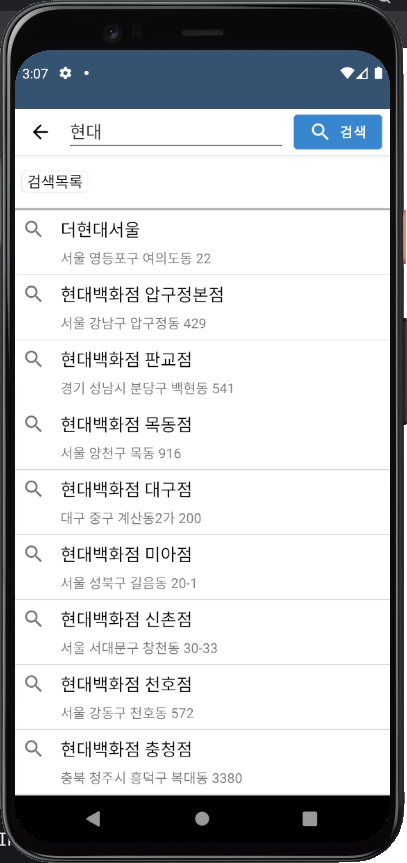 3:07
현대
검색
검색목록
더현대서울
서울 영등포구 여의도동 22
현대백화점 압구정본점
서울 강남구 압구정동 429
현대백화점 판교점
경기 성남시 분당구 백현동 541
현대백화점 목동점
서울 양천구 목동 916
현대백화점 대구점
대구 중구 계산동2가 200
현대백화점 미아점
서울 성북구 길음동 20-1
현대백화점 신촌점
서울 서대문구 창천동 30-33
현대백화점 천호점
서울 강동구 천호동 572
현대백화점 충청점
충북 청주시 흥덕구 복대동 3380